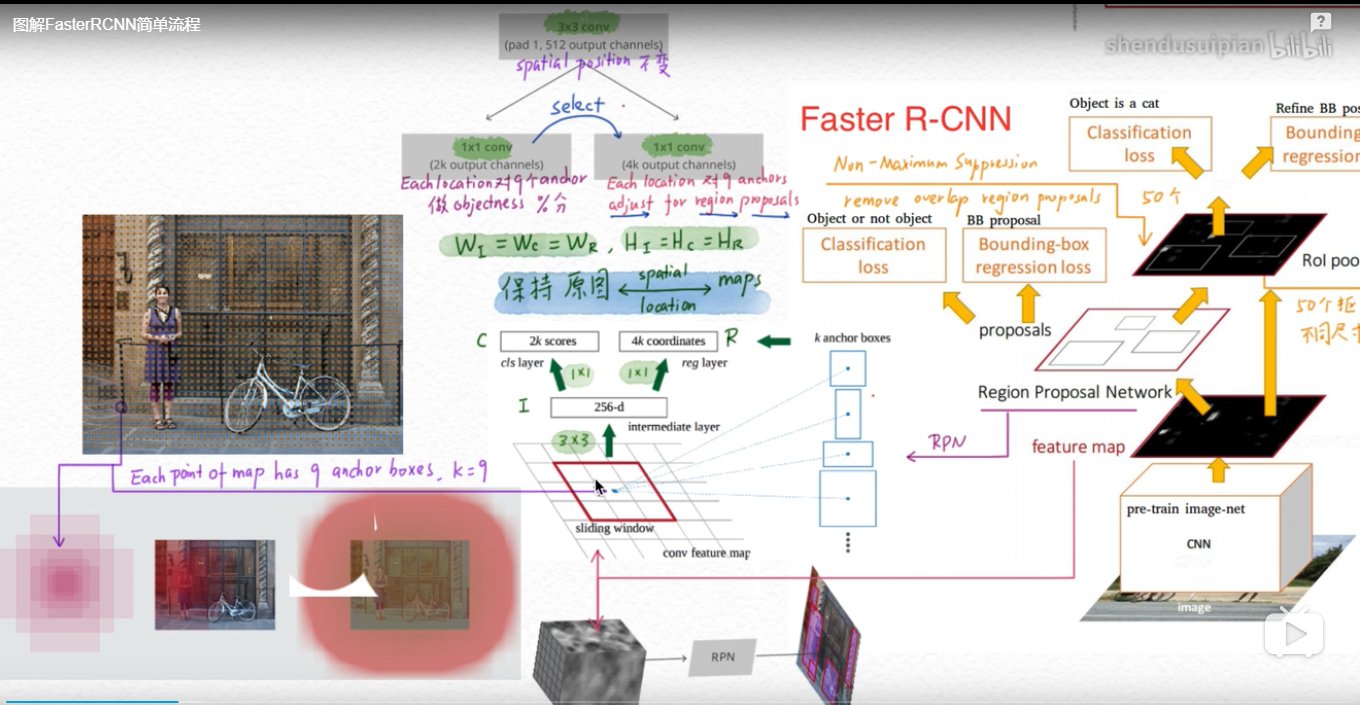 图解FasterRCNN简单流程
?
shendusuipian bilibili
3x3 conv
(pad 1, 512 output channels)
spatial position 不变
select
1x1 conv
(2k output channels)
1x1 conv
(4k output channels)
Each location 对9个anchor
做 objectness %分
Each location 对 9 anchors
adjust for region proposals
W_I = W_C = W_R , H_I = H_C = H_R
保持 原图 spatial location maps
C
2k scores
4k coordinates
R
cls layer
1x1
1x1
reg layer
k anchor boxes
I
256-d
intermediate layer
3x3
sliding window
conv feature map
Each point of map has 9 anchor boxes, k=9
RPN
Faster R-CNN
Object is a cat
Refine BB pos
Classification
loss
Bounding
regression
Non-Maximum Suppression
remove overlap region proposals
50个
Object or not object
BB proposal
Classification
loss
Bounding-box
regression loss
RoI poo
50个框
不同尺寸
proposals
Region Proposal Network
RPN
feature map
pre-train image-net
CNN
image